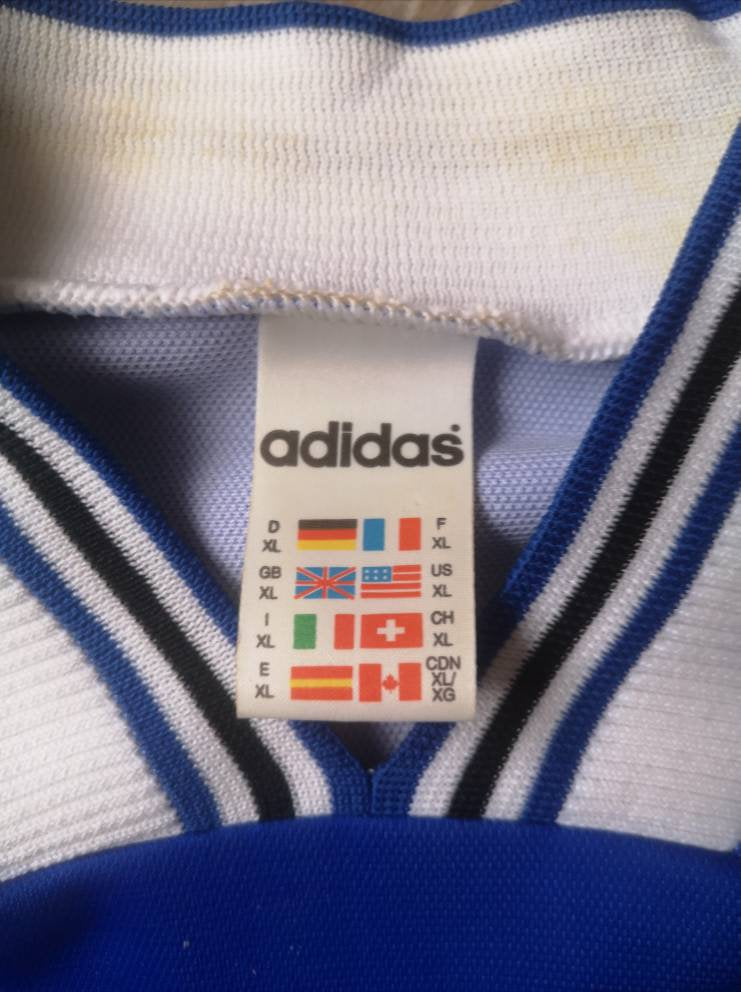 adidas
D F
XL XL
GB US
XL XL
I CH
XL XL
E CDN
XL XL/
XG